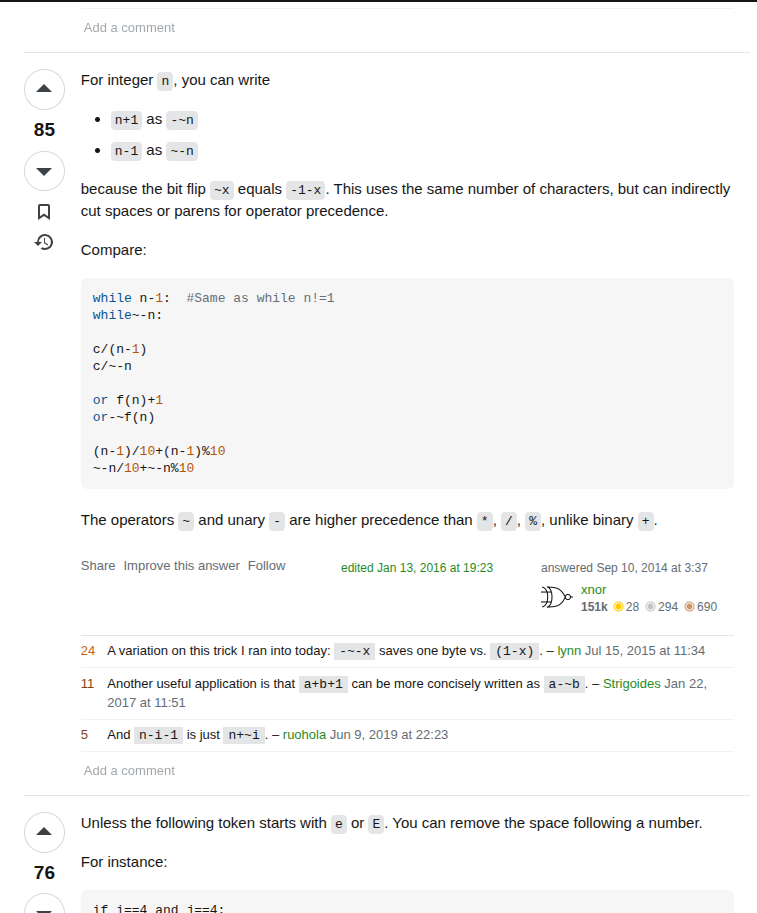 Add a comment
For integer n, you can write
85
n+1 as -~n
n-1 as ~-n
because the bit flip ~x equals -1-x. This uses the same number of characters, but can indirectly
cut spaces or parens for operator precedence.
Compare:
while n-1:  #Same as while n!=1
while~-n:
c/(n-1)
c/~-n
or f(n)+1
or-~f(n)
(n-1)/10+(n-1)%10
~-n/10+~-n%10
The operators ~ and unary - are higher precedence than *, /, %, unlike binary +.
Share Improve this answer Follow
edited Jan 13, 2016 at 19:23
answered Sep 10, 2014 at 3:37
xnor
151k 28 294 690
24 A variation on this trick I ran into today: -~-x saves one byte vs. (1-x). – lynn Jul 15, 2015 at 11:34
11 Another useful application is that a+b+1 can be more concisely written as a-~b. – Strigoides Jan 22,
2017 at 11:51
5 And n-i-1 is just n+~i. – ruohola Jun 9, 2019 at 22:23
Add a comment
Unless the following token starts with e or E. You can remove the space following a number.
76
For instance:
if i==4 and j==4: